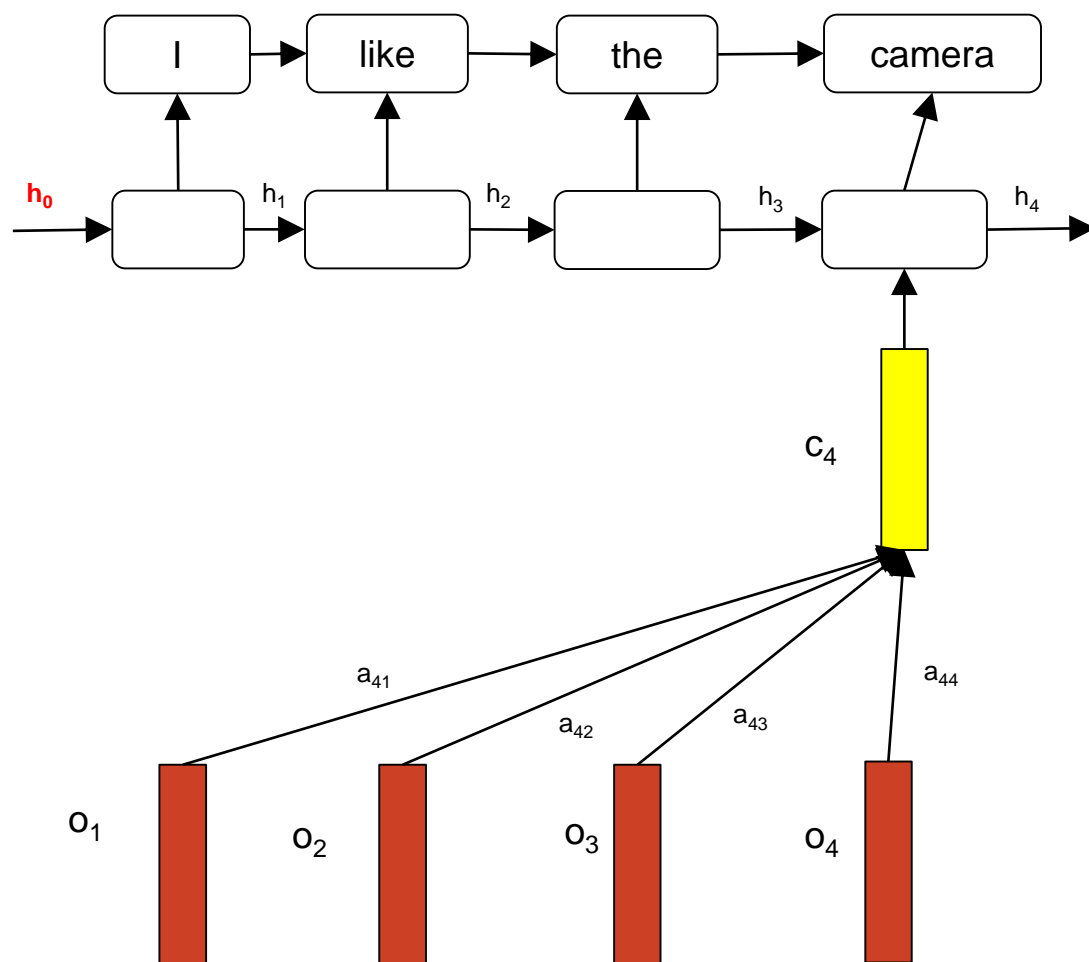 I like the camera
h₀ h₁ h₂ h₃ h₄
c₄
a₄₁ a₄₂ a₄₃ a₄₄
o₁ o₂ o₃ o₄